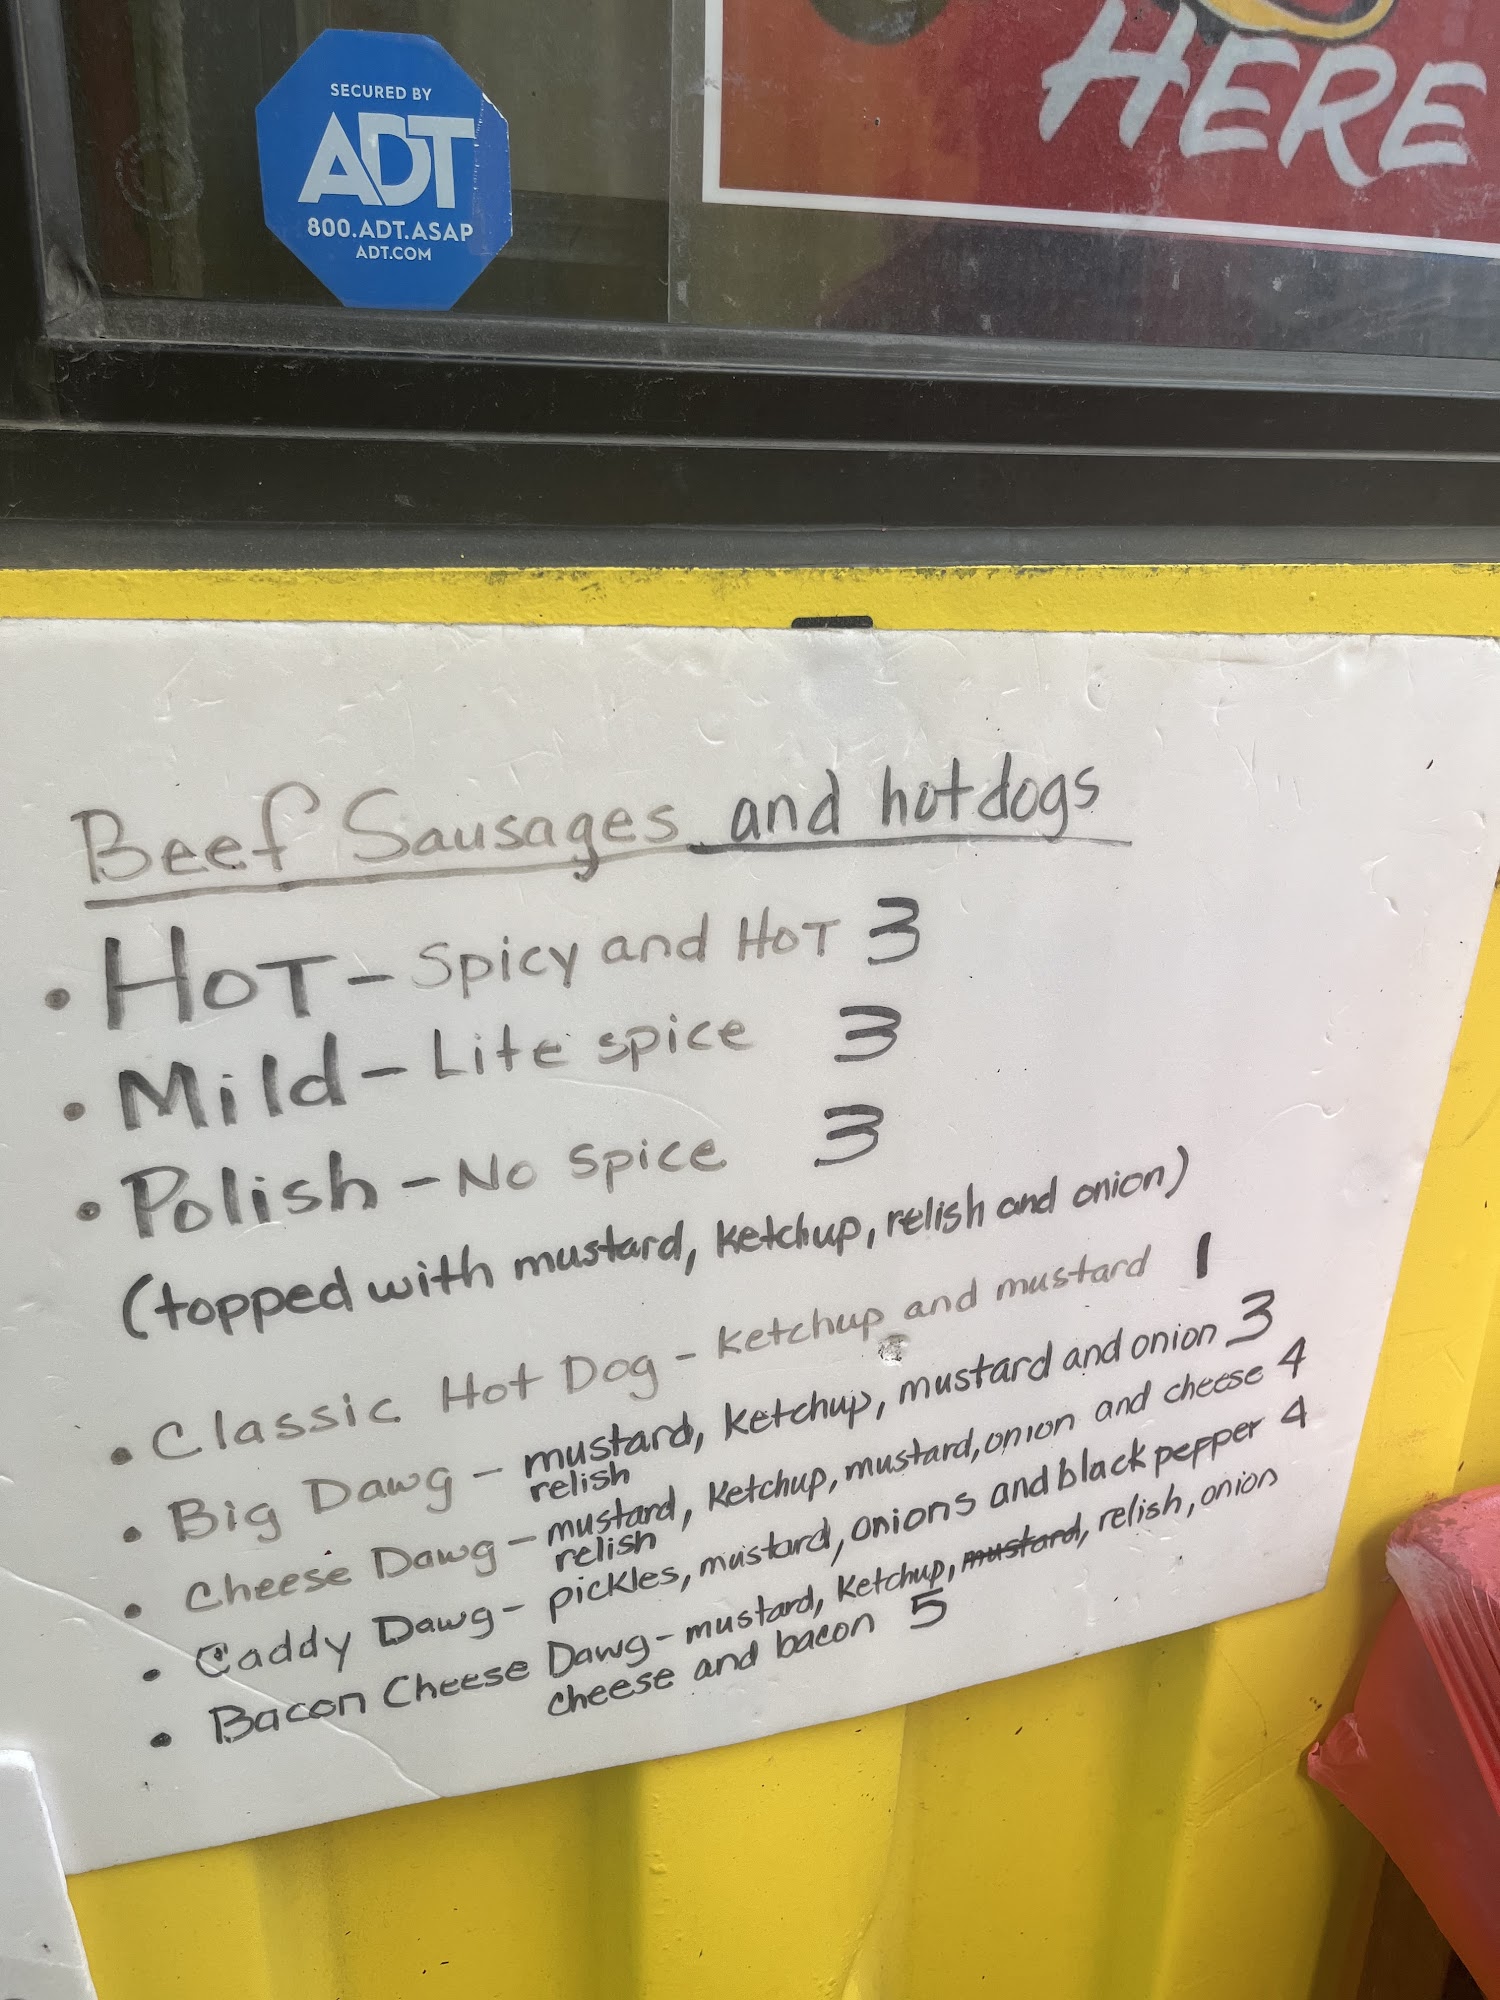 SECURED BY
ADT
800.ADT.ASAP
ADT.COM
HERE
Beef Sausages and hotdogs
• HOT - Spicy and HOT 3
• Mild - Lite spice 3
• Polish - No spice 3
(topped with mustard, ketchup, relish and onion)
• Classic Hot Dog - ketchup and mustard 1
• Big Dawg - mustard, ketchup, mustard and onion 3
relish
• Cheese Dawg - mustard, ketchup, mustard, onion and cheese 4
relish
• Caddy Dawg - pickles, mustard, onions and black pepper 4
• Bacon Cheese Dawg - mustard, ketchup, mustard, relish, onion
cheese and bacon 5